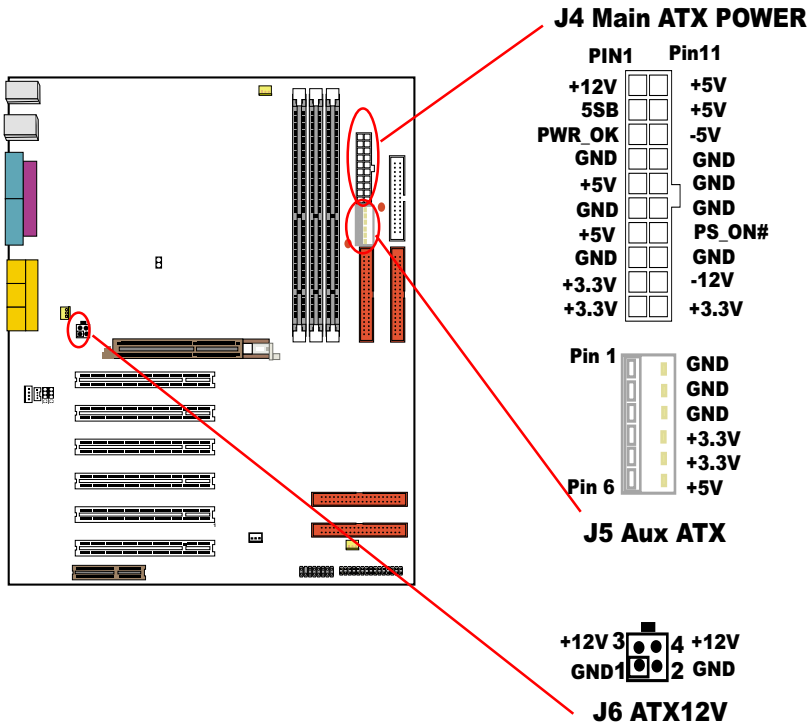 J4 Main ATX POWER
PIN1 Pin11
+12V +5V
5SB +5V
PWR_OK -5V
GND GND
+5V GND
GND GND
+5V PS_ON#
GND GND
+3.3V -12V
+3.3V +3.3V
Pin 1 GND
GND
GND
+3.3V
+3.3V
Pin 6 +5V
J5 Aux ATX
+12V 3 4 +12V
GND1 2 GND
J6 ATX12V